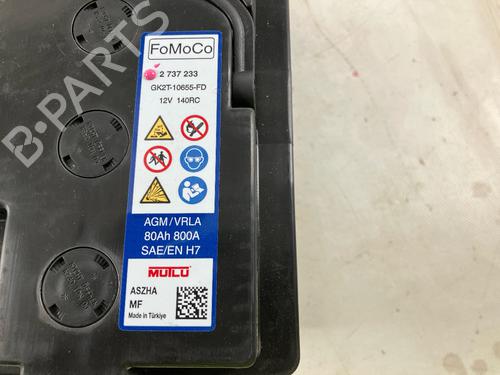 FoMoCo
2 737 233
GK2T-10655-FD
12V 140RC
AGM/VRLA
80Ah 800A
SAE/EN H7
MUTLU
ASZHA
MF
Made in Türkiye
B-PARTS